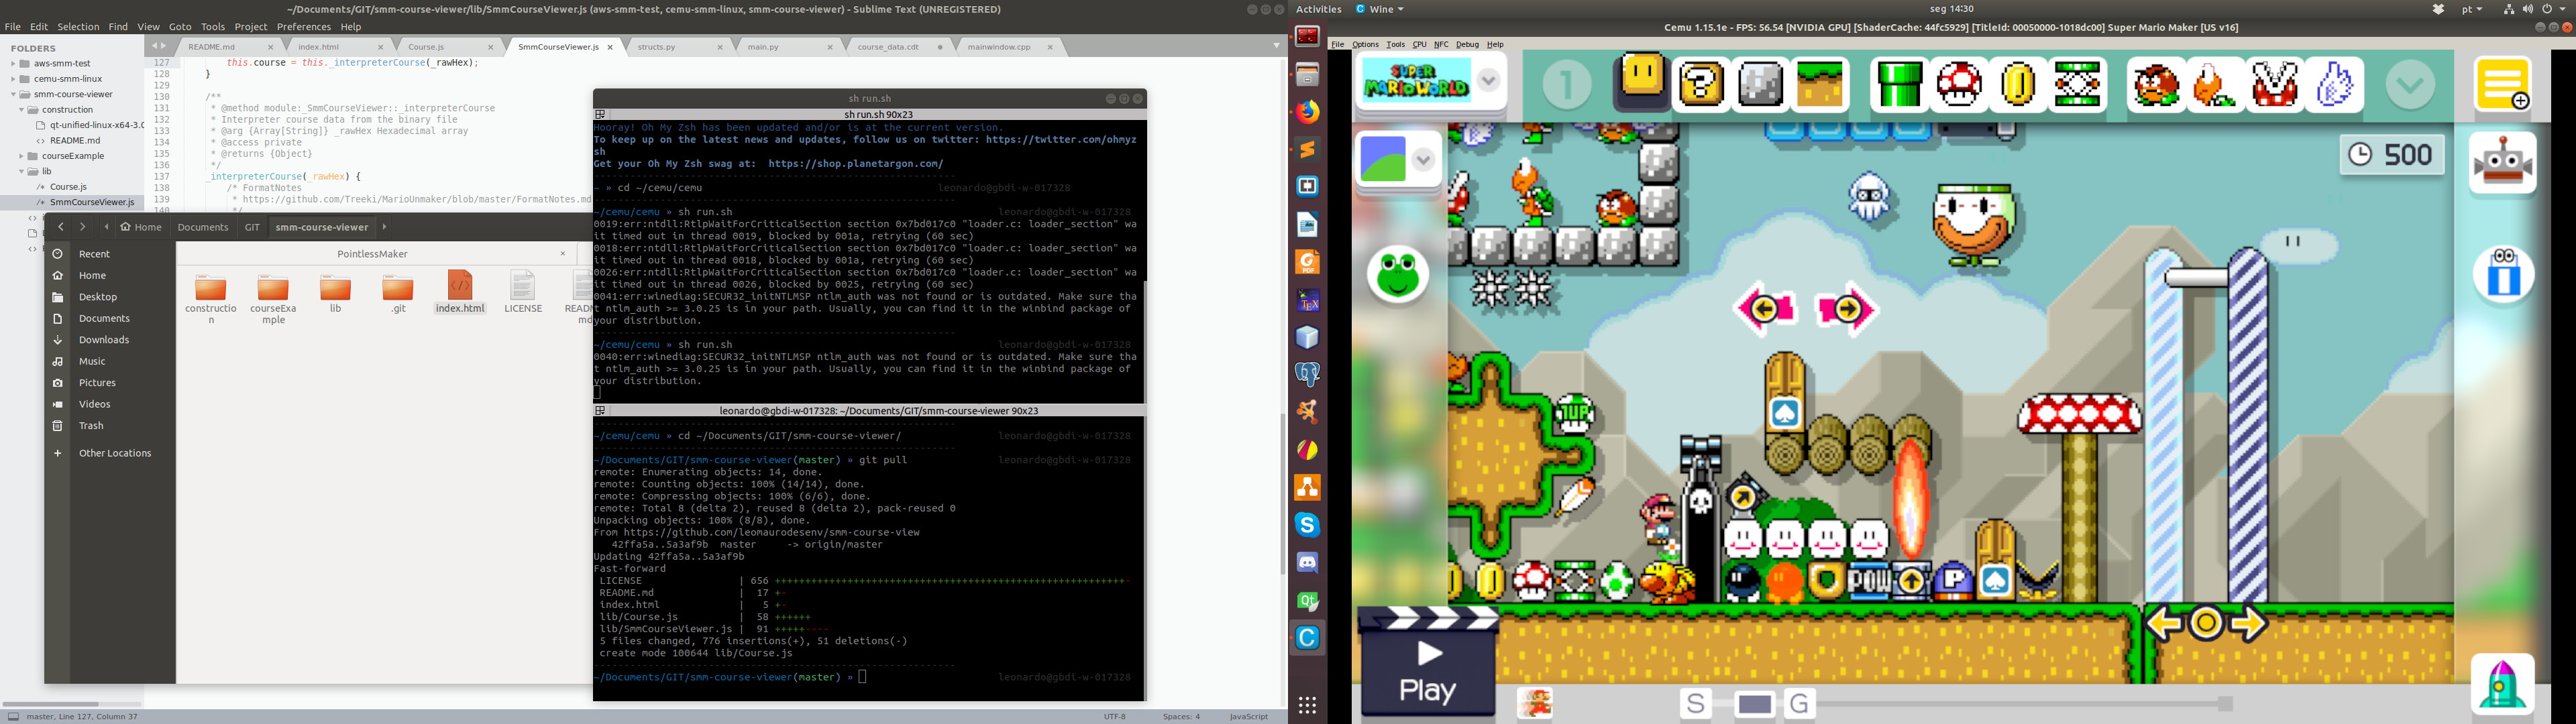 ~/Documents/GIT/smm-course-viewer/lib/SmmCourseViewer.js (aws-smm-test, cemu-smm-linux, smm-course-viewer) - Sublime Text (UNREGISTERED)
File Edit Selection Find View Goto Tools Project Preferences Help
FOLDERS
aws-smm-test
cemu-smm-linux
smm-course-viewer
construction
qt-unified-linux-x64-3.0
README.md
courseExample
lib
Course.js
SmmCourseViewer.js
README.md index.html Course.js SmmCourseViewer.js structs.py main.py course_data.cdt mainwindow.cpp
127 this.course = this._interpreterCourse(_rawHex);
128 }
129
130 /**
131 * @method module:_SmmCourseViewer::_interpreterCourse
132 * Interpreter course data from the binary file
133 * @arg {Array[String]} _rawHex Hexadecimal array
134 * @access private
135 * @returns {Object}
136 */
137 _interpreterCourse(_rawHex) {
138 /* FormatNotes
139 * https://github.com/Treeki/MarioUnmaker/blob/master/FormatNotes.md
140 */
Home Documents GIT smm-course-viewer
Recent
Home
Desktop
Documents
Downloads
Music
Pictures
Videos
Trash
Other Locations
PointlessMaker
construction
courseExample
lib
.git
index.html
LICENSE
sh run.sh
sh run.sh 90x23
Hooray! Oh My Zsh has been updated and/or is at the current version.
To keep up on the latest news and updates, follow us on twitter: https://twitter.com/ohmyz
sh
Get your Oh My Zsh swag at: https://shop.planetargon.com/
~ » cd ~/cemu/cemu leonardo@gbdi-w-017328
~/cemu/cemu » sh run.sh leonardo@gbdi-w-017328
0019:err:ntdll:RtlpWaitForCriticalSection section 0x7bd017c0 "loader.c: loader_section" wa
it timed out in thread 0019, blocked by 001a, retrying (60 sec)
0018:err:ntdll:RtlpWaitForCriticalSection section 0x7bd017c0 "loader.c: loader_section" wa
it timed out in thread 0018, blocked by 001a, retrying (60 sec)
0026:err:ntdll:RtlpWaitForCriticalSection section 0x7bd017c0 "loader.c: loader_section" wa
it timed out in thread 0026, blocked by 0025, retrying (60 sec)
0041:err:winediag:SECUR32_initNTLMSP ntlm_auth was not found or is outdated. Make sure tha
t ntlm_auth >= 3.0.25 is in your path. Usually, you can find it in the winbind package of
your distribution.
~/cemu/cemu » sh run.sh leonardo@gbdi-w-017328
0040:err:winediag:SECUR32_initNTLMSP ntlm_auth was not found or is outdated. Make sure tha
t ntlm_auth >= 3.0.25 is in your path. Usually, you can find it in the winbind package of
your distribution.
leonardo@gbdi-w-017328: ~/Documents/GIT/smm-course-viewer 90x23
~/cemu/cemu » cd ~/Documents/GIT/smm-course-viewer/ leonardo@gbdi-w-017328
~/Documents/GIT/smm-course-viewer(master) » git pull leonardo@gbdi-w-017328
remote: Enumerating objects: 14, done.
remote: Counting objects: 100% (14/14), done.
remote: Compressing objects: 100% (6/6), done.
remote: Total 8 (delta 2), reused 8 (delta 2), pack-reused 0
Unpacking objects: 100% (8/8), done.
From https://github.com/leomaurodesenv/smm-course-view
42ffa5a..5a3af9b master -> origin/master
Updating 42ffa5a..5a3af9b
Fast-forward
LICENSE | 656 ++++++++++++++++++++++++++++++++++++++++++++++++++++++++++-
README.md | 17 +-
index.html | 5 +-
lib/Course.js | 58 ++++++
lib/SmmCourseViewer.js | 91 +++++----
5 files changed, 776 insertions(+), 51 deletions(-)
create mode 100644 lib/Course.js
~/Documents/GIT/smm-course-viewer(master) » leonardo@gbdi-w-017328
master, Line 127, Column 37 UTF-8 Spaces: 4 JavaScript
Activities Wine seg 14:30 pt
Cemu 1.15.1e - FPS: 56.54 [NVIDIA GPU] [ShaderCache: 44fc5929] [TitleId: 00050000-1018dc00] Super Mario Maker [US v16]
File Options Tools CPU NFC Debug Help
SUPER
MARIO WORLD
1
500
1UP
POW
P
Play
S G
PDF
TEX
Qt